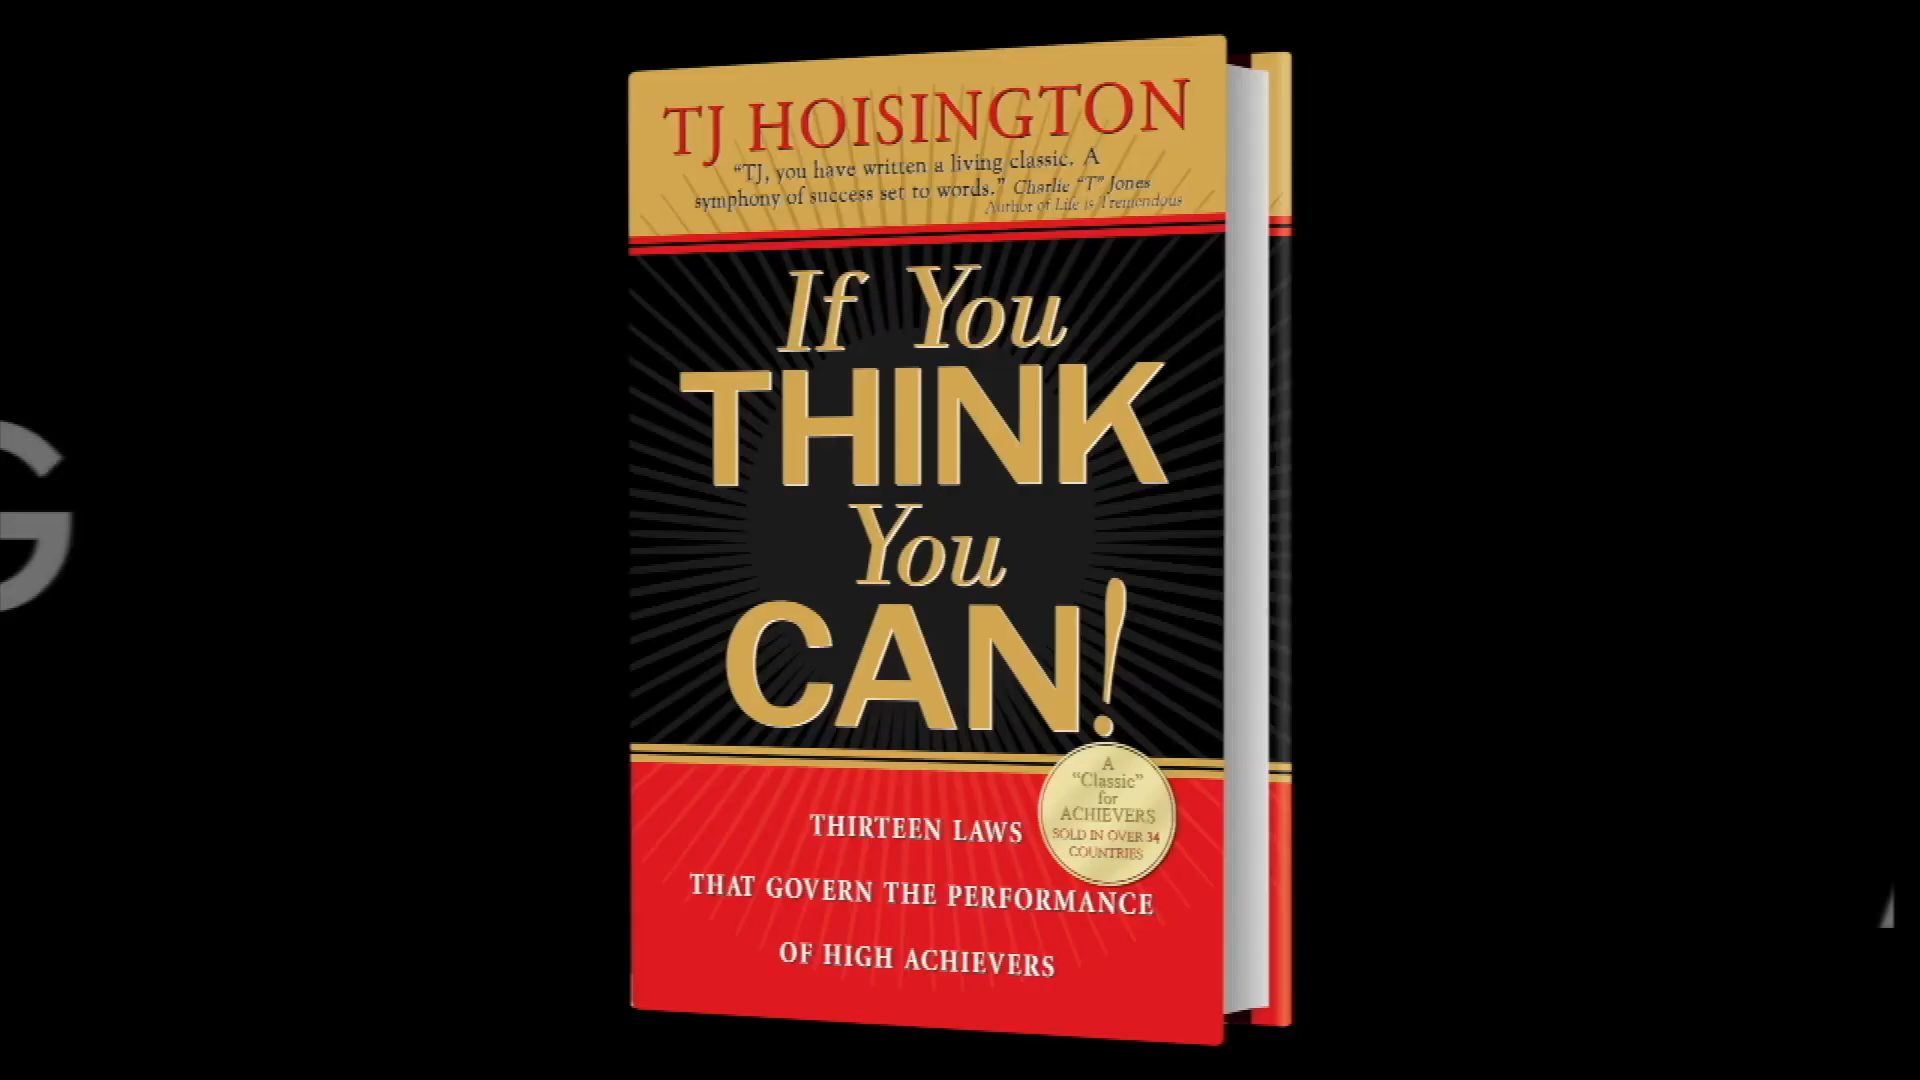 TJ HOISINGTON
“TJ, you have written a living classic. A
symphony of success set to words.” Charlie “T” Jones
Author of Life is Tremendous
If You
THINK
You
CAN!
A
“Classic”
for
ACHIEVERS
SOLD IN OVER 34
COUNTRIES
THIRTEEN LAWS
THAT GOVERN THE PERFORMANCE
OF HIGH ACHIEVERS
G